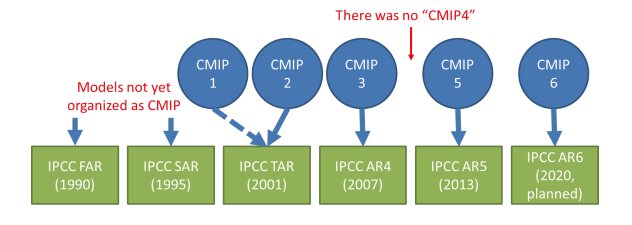 There was no “CMIP4”
CMIP
1
CMIP
2
CMIP
3
CMIP
5
CMIP
6
Models not yet
organized as CMIP
IPCC FAR
(1990)
IPCC SAR
(1995)
IPCC TAR
(2001)
IPCC AR4
(2007)
IPCC AR5
(2013)
IPCC AR6
(2020,
planned)